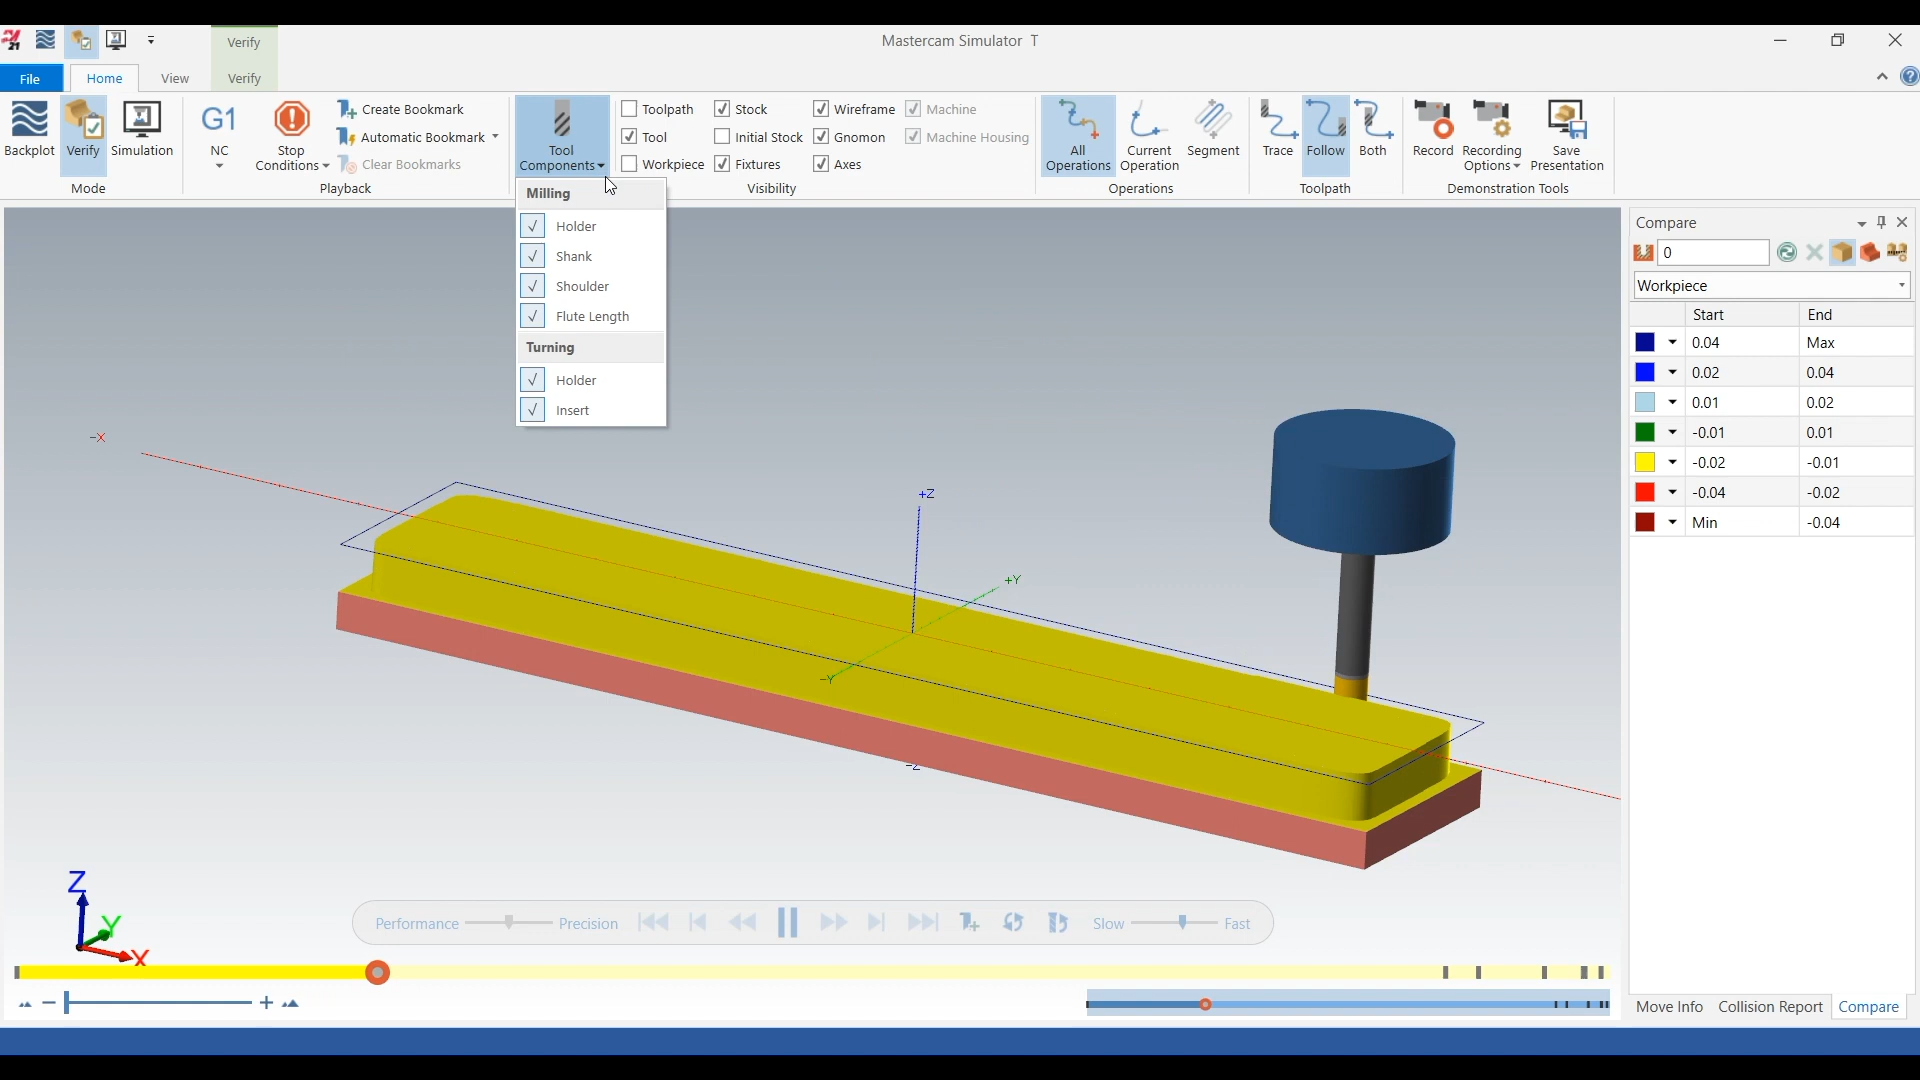 21
Verify
Mastercam Simulator T
File
Home
View
Verify
Backplot
Verify
Simulation
Mode
G1
NC
Stop
Conditions
Create Bookmark
Automatic Bookmark
Clear Bookmarks
Playback
Tool
Components
Toolpath
Tool
Workpiece
Stock
Initial Stock
Fixtures
Wireframe
Gnomon
Axes
Machine
Machine Housing
Visibility
All
Operations
Current
Operation
Segment
Operations
Trace
Follow
Both
Toolpath
Record
Recording
Options
Save
Presentation
Demonstration Tools
Milling
Holder
Shank
Shoulder
Flute Length
Turning
Holder
Insert
-X
+Z
+Y
-Y
-Z
Z
Y
X
Performance
Precision
Slow
Fast
Compare
0
Workpiece
Start End
0.04 Max
0.02 0.04
0.01 0.02
-0.01 0.01
-0.02 -0.01
-0.04 -0.02
Min -0.04
Move Info
Collision Report
Compare